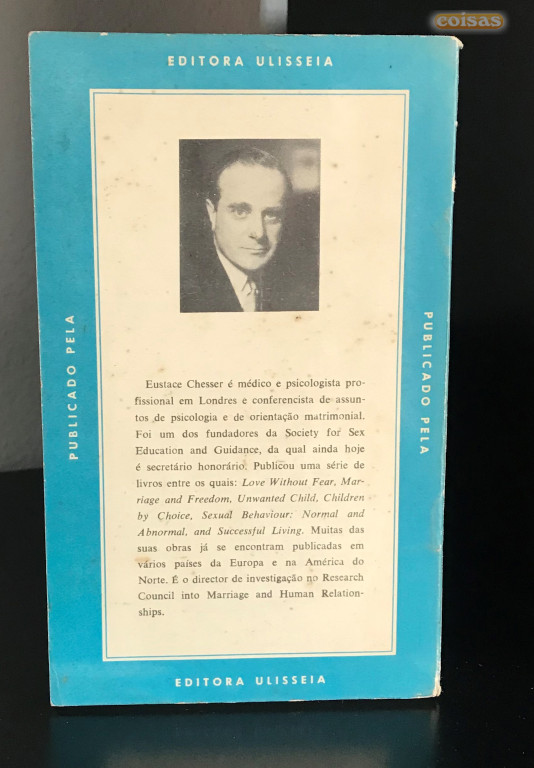 coisas
EDITORA ULISSEIA
PUBLICADO PELA
PUBLICADO PELA
Eustace Chesser é médico e psicologista pro-
fissional em Londres e conferencista de assun-
tos de psicologia e de orientação matrimonial.
Foi um dos fundadores da Society for Sex
Education and Guidance, da qual ainda hoje
é secretário honorário. Publicou uma série de
livros entre os quais: Love Without Fear, Mar-
riage and Freedom, Unwanted Child, Children
by Choice, Sexual Behaviour: Normal and
Abnormal, and Successful Living. Muitas das
suas obras já se encontram publicadas em
vários países da Europa e na América do
Norte. É o director de investigação no Research
Council into Marriage and Human Relation-
ships.
EDITORA ULISSEIA